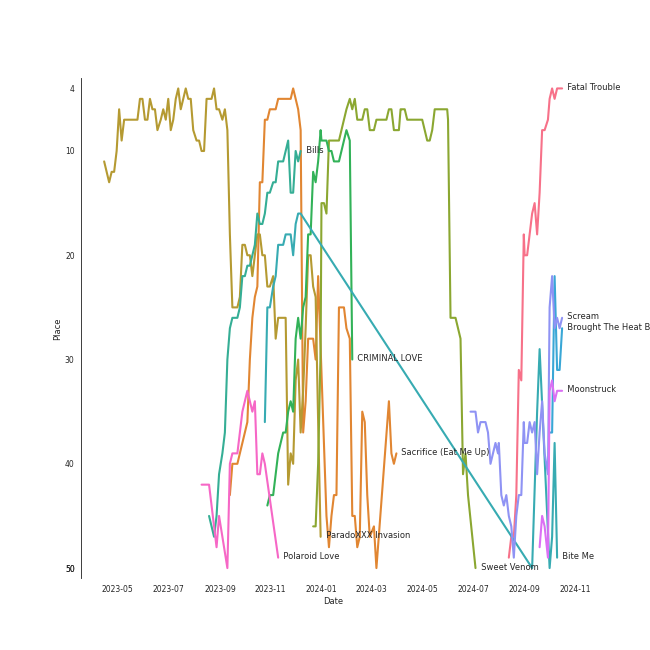 4
Fatal Trouble
10
Bills
20
Scream
Brought The Heat B
Place
30
CRIMINAL LOVE
Moonstruck
40
Sacrifice (Eat Me Up)
ParadoXXX Invasion
Polaroid Love
Bite Me
50
Sweet Venom
2023-05 2023-07 2023-09 2023-11 2024-01 2024-03 2024-05 2024-07 2024-09 2024-11
Date